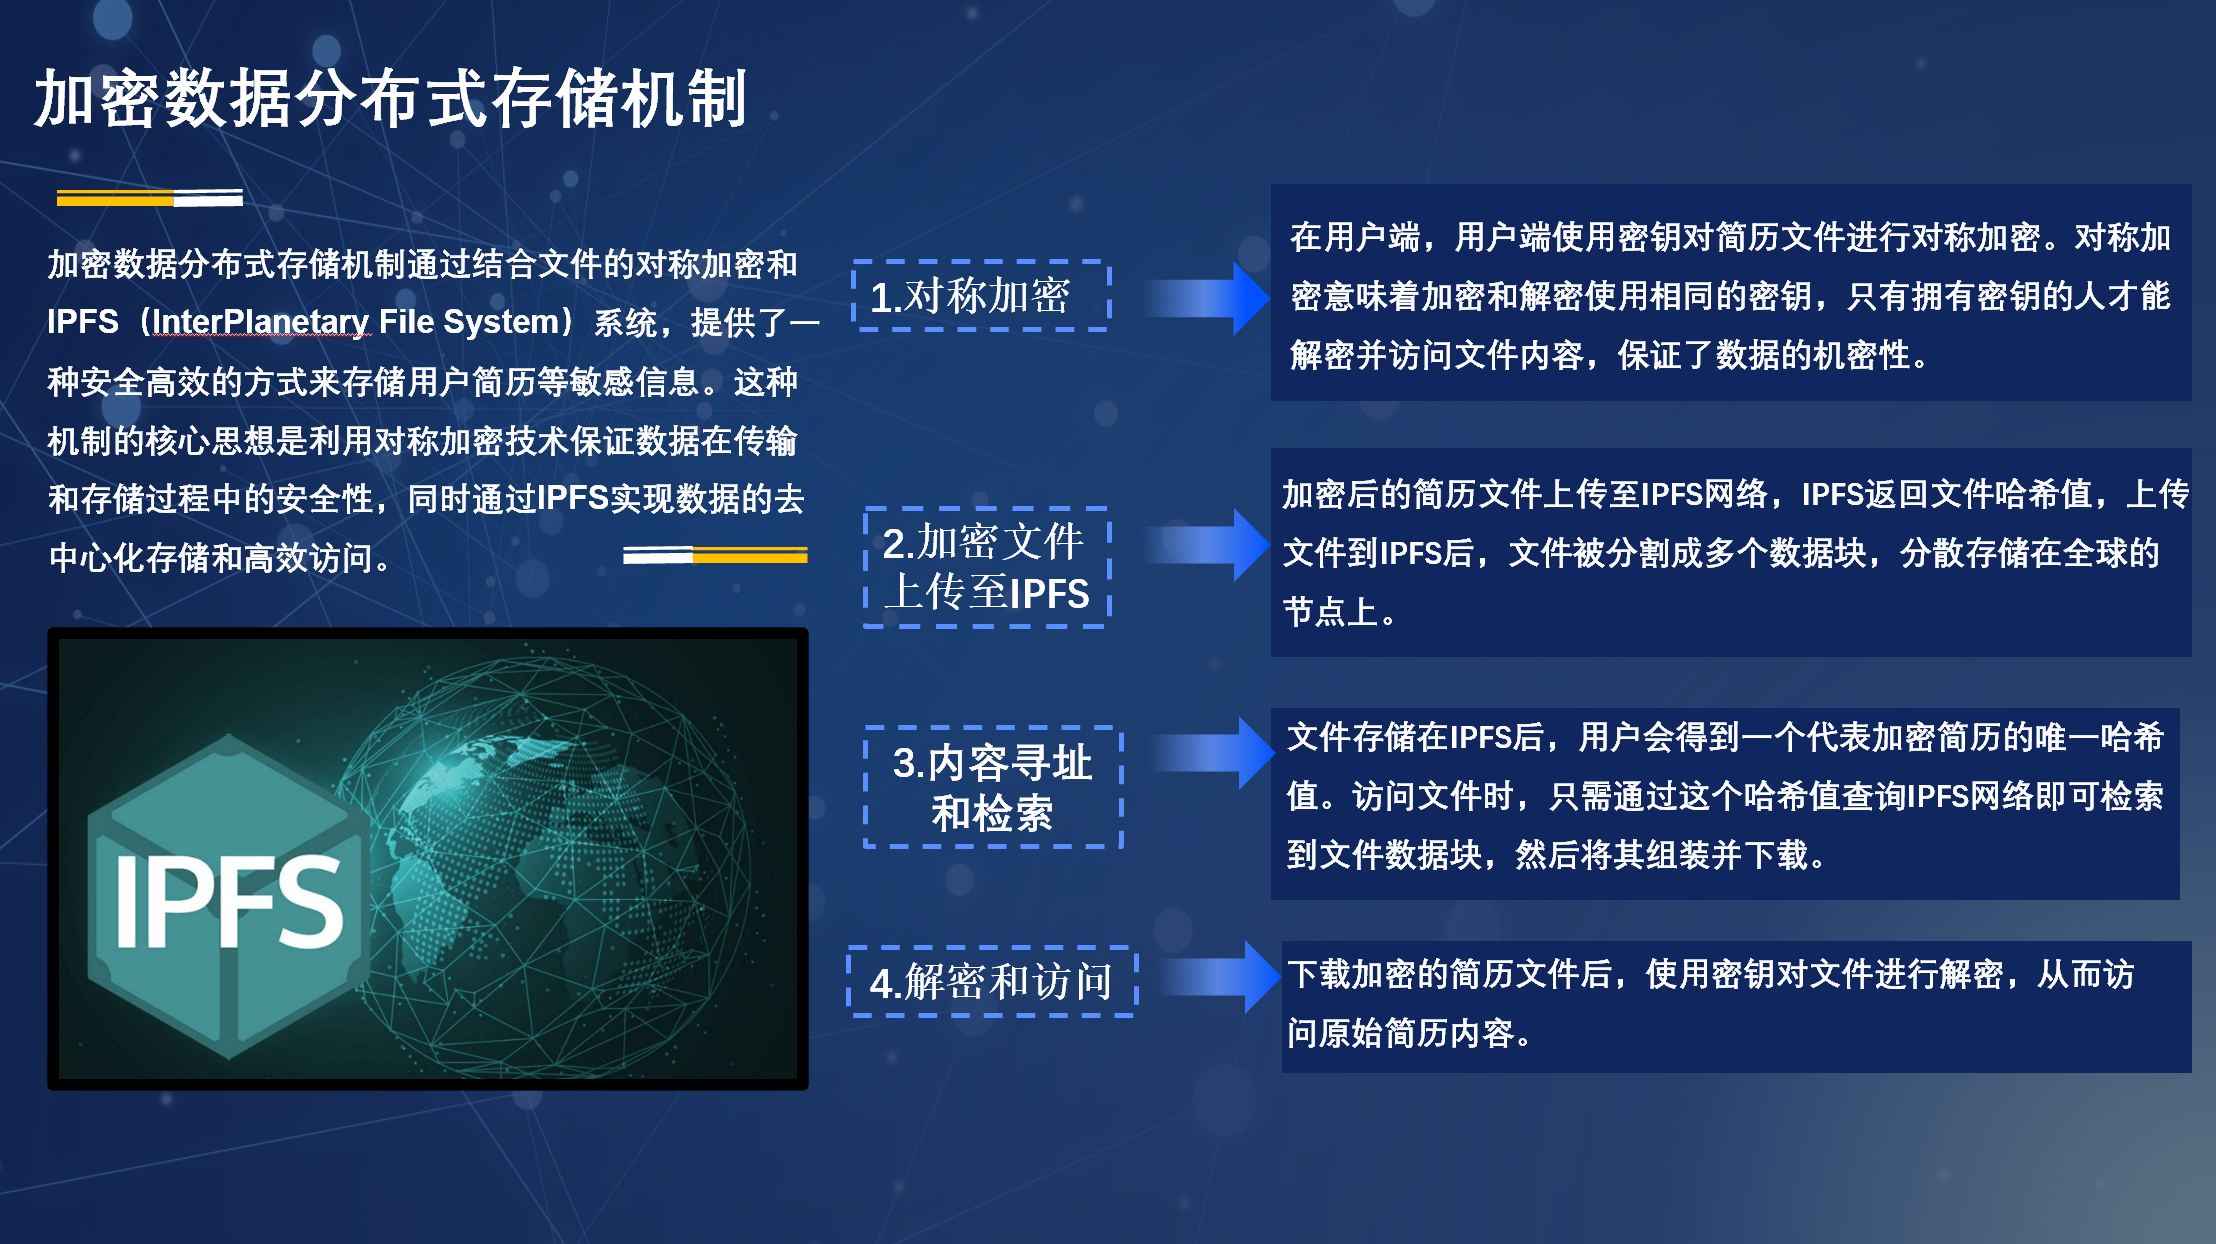 加密数据分布式存储机制
加密数据分布式存储机制通过结合文件的对称加密和
IPFS（InterPlanetary File System）系统，提供了一
种安全高效的方式来存储用户简历等敏感信息。这种
机制的核心思想是利用对称加密技术保证数据在传输
和存储过程中的安全性，同时通过IPFS实现数据的去
中心化存储和高效访问。
IPFS
1.对称加密
在用户端，用户端使用密钥对简历文件进行对称加密。对称加
密意味着加密和解密使用相同的密钥，只有拥有密钥的人才能
解密并访问文件内容，保证了数据的机密性。
2.加密文件
上传至IPFS
加密后的简历文件上传至IPFS网络，IPFS返回文件哈希值，上传
文件到IPFS后，文件被分割成多个数据块，分散存储在全球的
节点上。
3.内容寻址
和检索
文件存储在IPFS后，用户会得到一个代表加密简历的唯一哈希
值。访问文件时，只需通过这个哈希值查询IPFS网络即可检索
到文件数据块，然后将其组装并下载。
4.解密和访问
下载加密的简历文件后，使用密钥对文件进行解密，从而访
问原始简历内容。